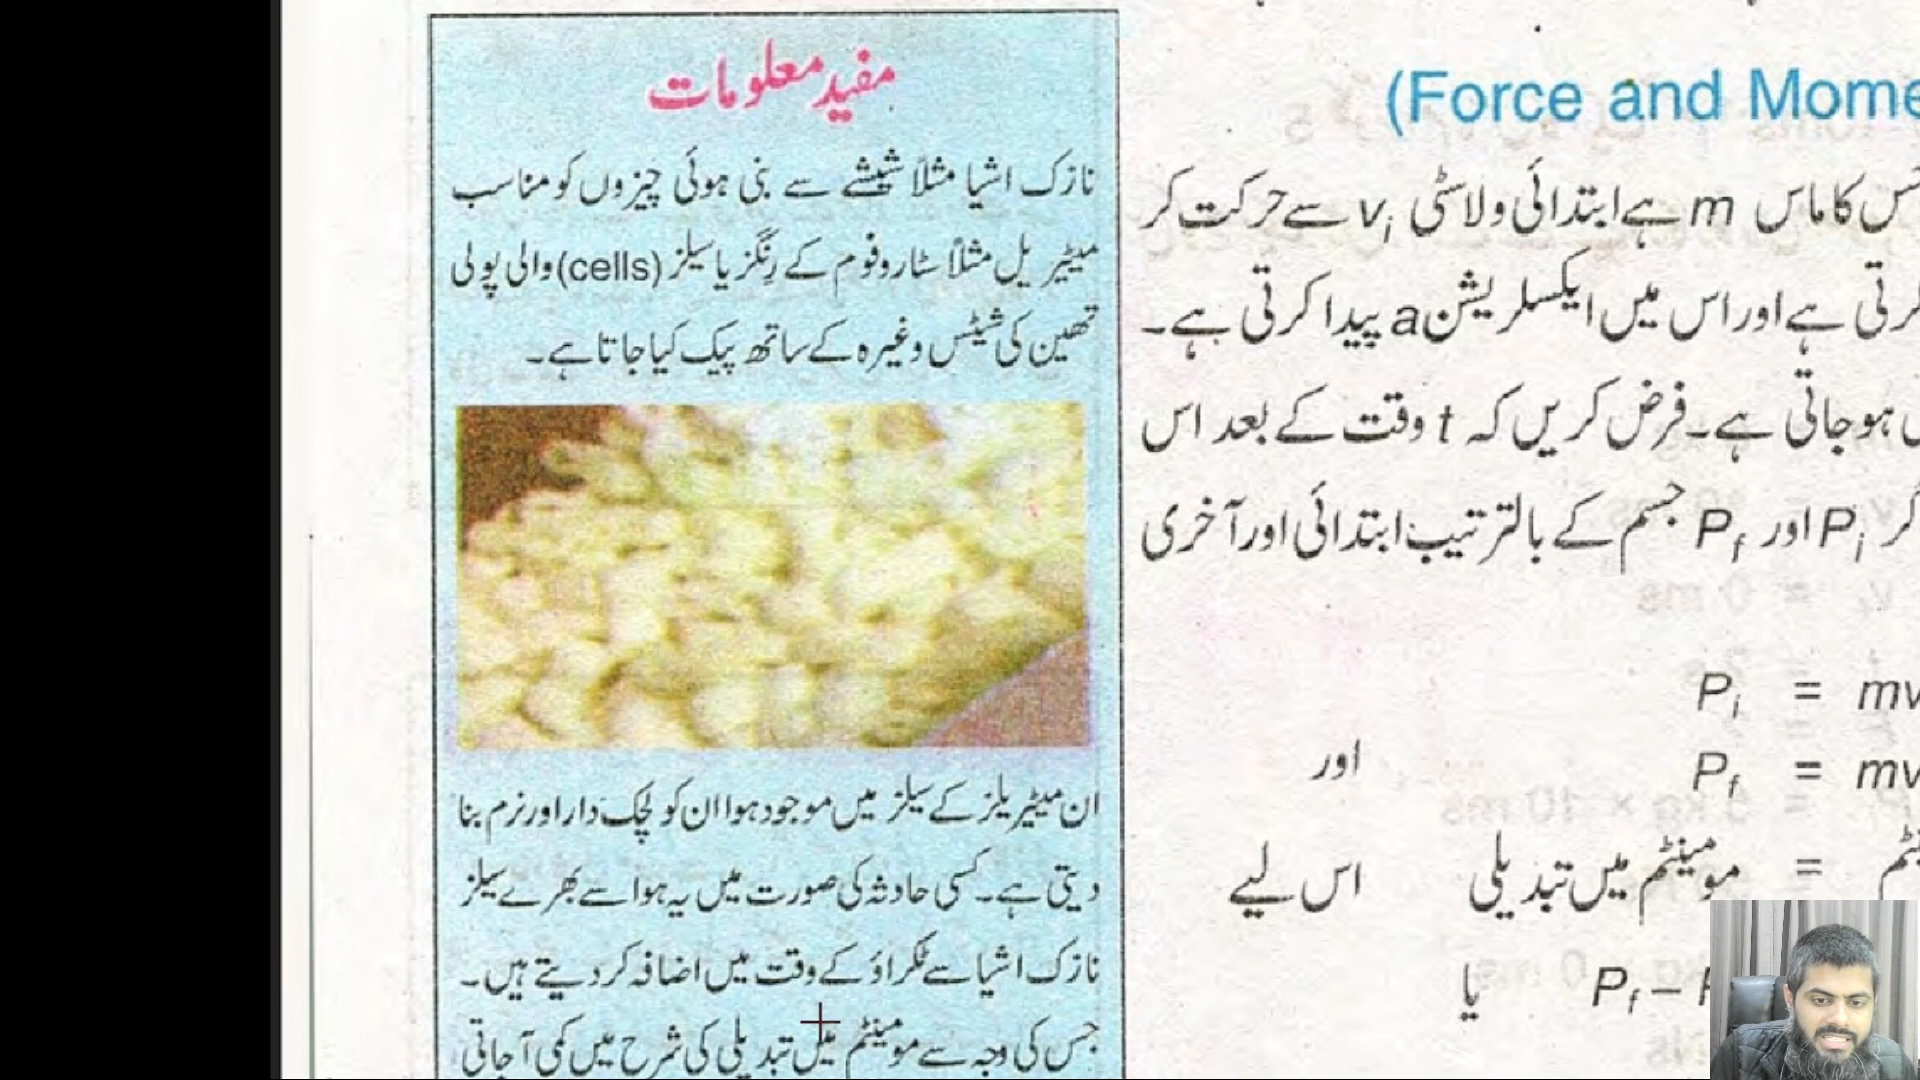 مفید معلومات
نازک اشیا مثلاً شیشے سے بنی ہوئی چیزوں کو مناسب
میٹیریل مثلاً سٹاروفوم کے رِنگز یا سیلز (cells) والی پولی
تھین کی شیٹس وغیرہ کے ساتھ پیک کیا جاتا ہے۔
ان میٹیریلز کے سیلز میں موجود ہوا ان کو لچک دار اور نرم بنا
دیتی ہے۔ کسی حادثہ کی صورت میں یہ ہوا سے بھرے سیلز
نازک اشیا سے ٹکراؤ کے وقت میں اضافہ کر دیتے ہیں۔
جس کی وجہ سے مومینٹم میں تبدیلی کی شرح میں کمی آ جاتی
(Force and Mome
جس کا ماس m ہے ابتدائی ولاسٹی vi سے حرکت کر
کرتی ہے اور اس میں ایکسلریشن a پیدا کرتی ہے۔
ہو جاتی ہے۔ فرض کریں کہ t وقت کے بعد اس
Pi اور Pf جسم کے بالترتیب ابتدائی اور آخری
Pi = mv
اور Pf = mv
اس لیے مومینٹم میں تبدیلی =
یا Pf –